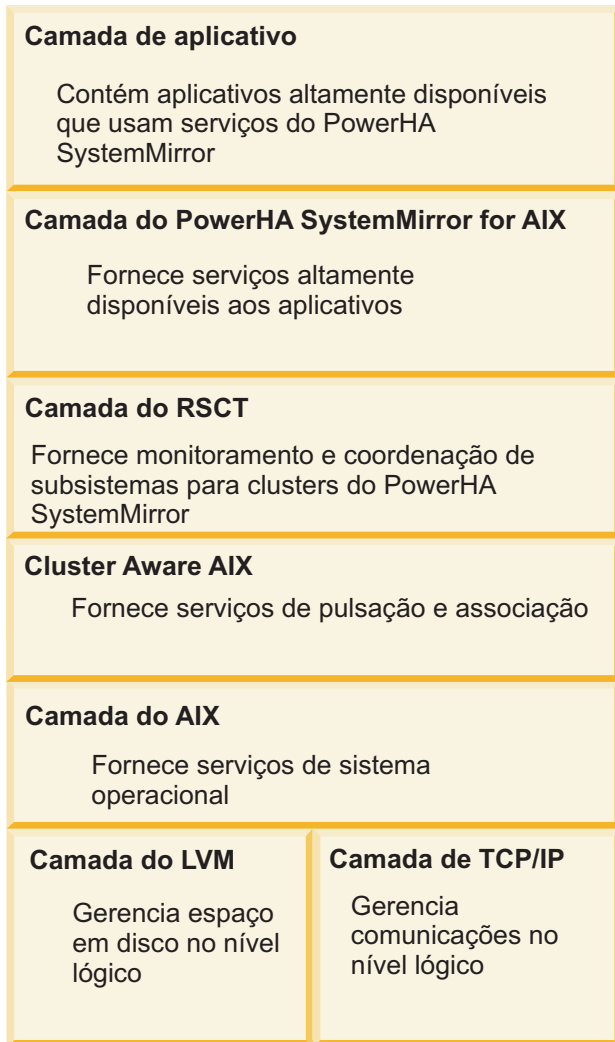 Camada de aplicativo
Contém aplicativos altamente disponíveis
que usam serviços do PowerHA
SystemMirror
Camada do PowerHA SystemMirror for AIX
Fornece serviços altamente
disponíveis aos aplicativos
Camada do RSCT
Fornece monitoramento e coordenação de
subsistemas para clusters do PowerHA
SystemMirror
Cluster Aware AIX
Fornece serviços de pulsação e associação
Camada do AIX
Fornece serviços de sistema
operacional
Camada do LVM
Gerencia espaço
em disco no nível
lógico
Camada de TCP/IP
Gerencia
comunicações no
nível lógico